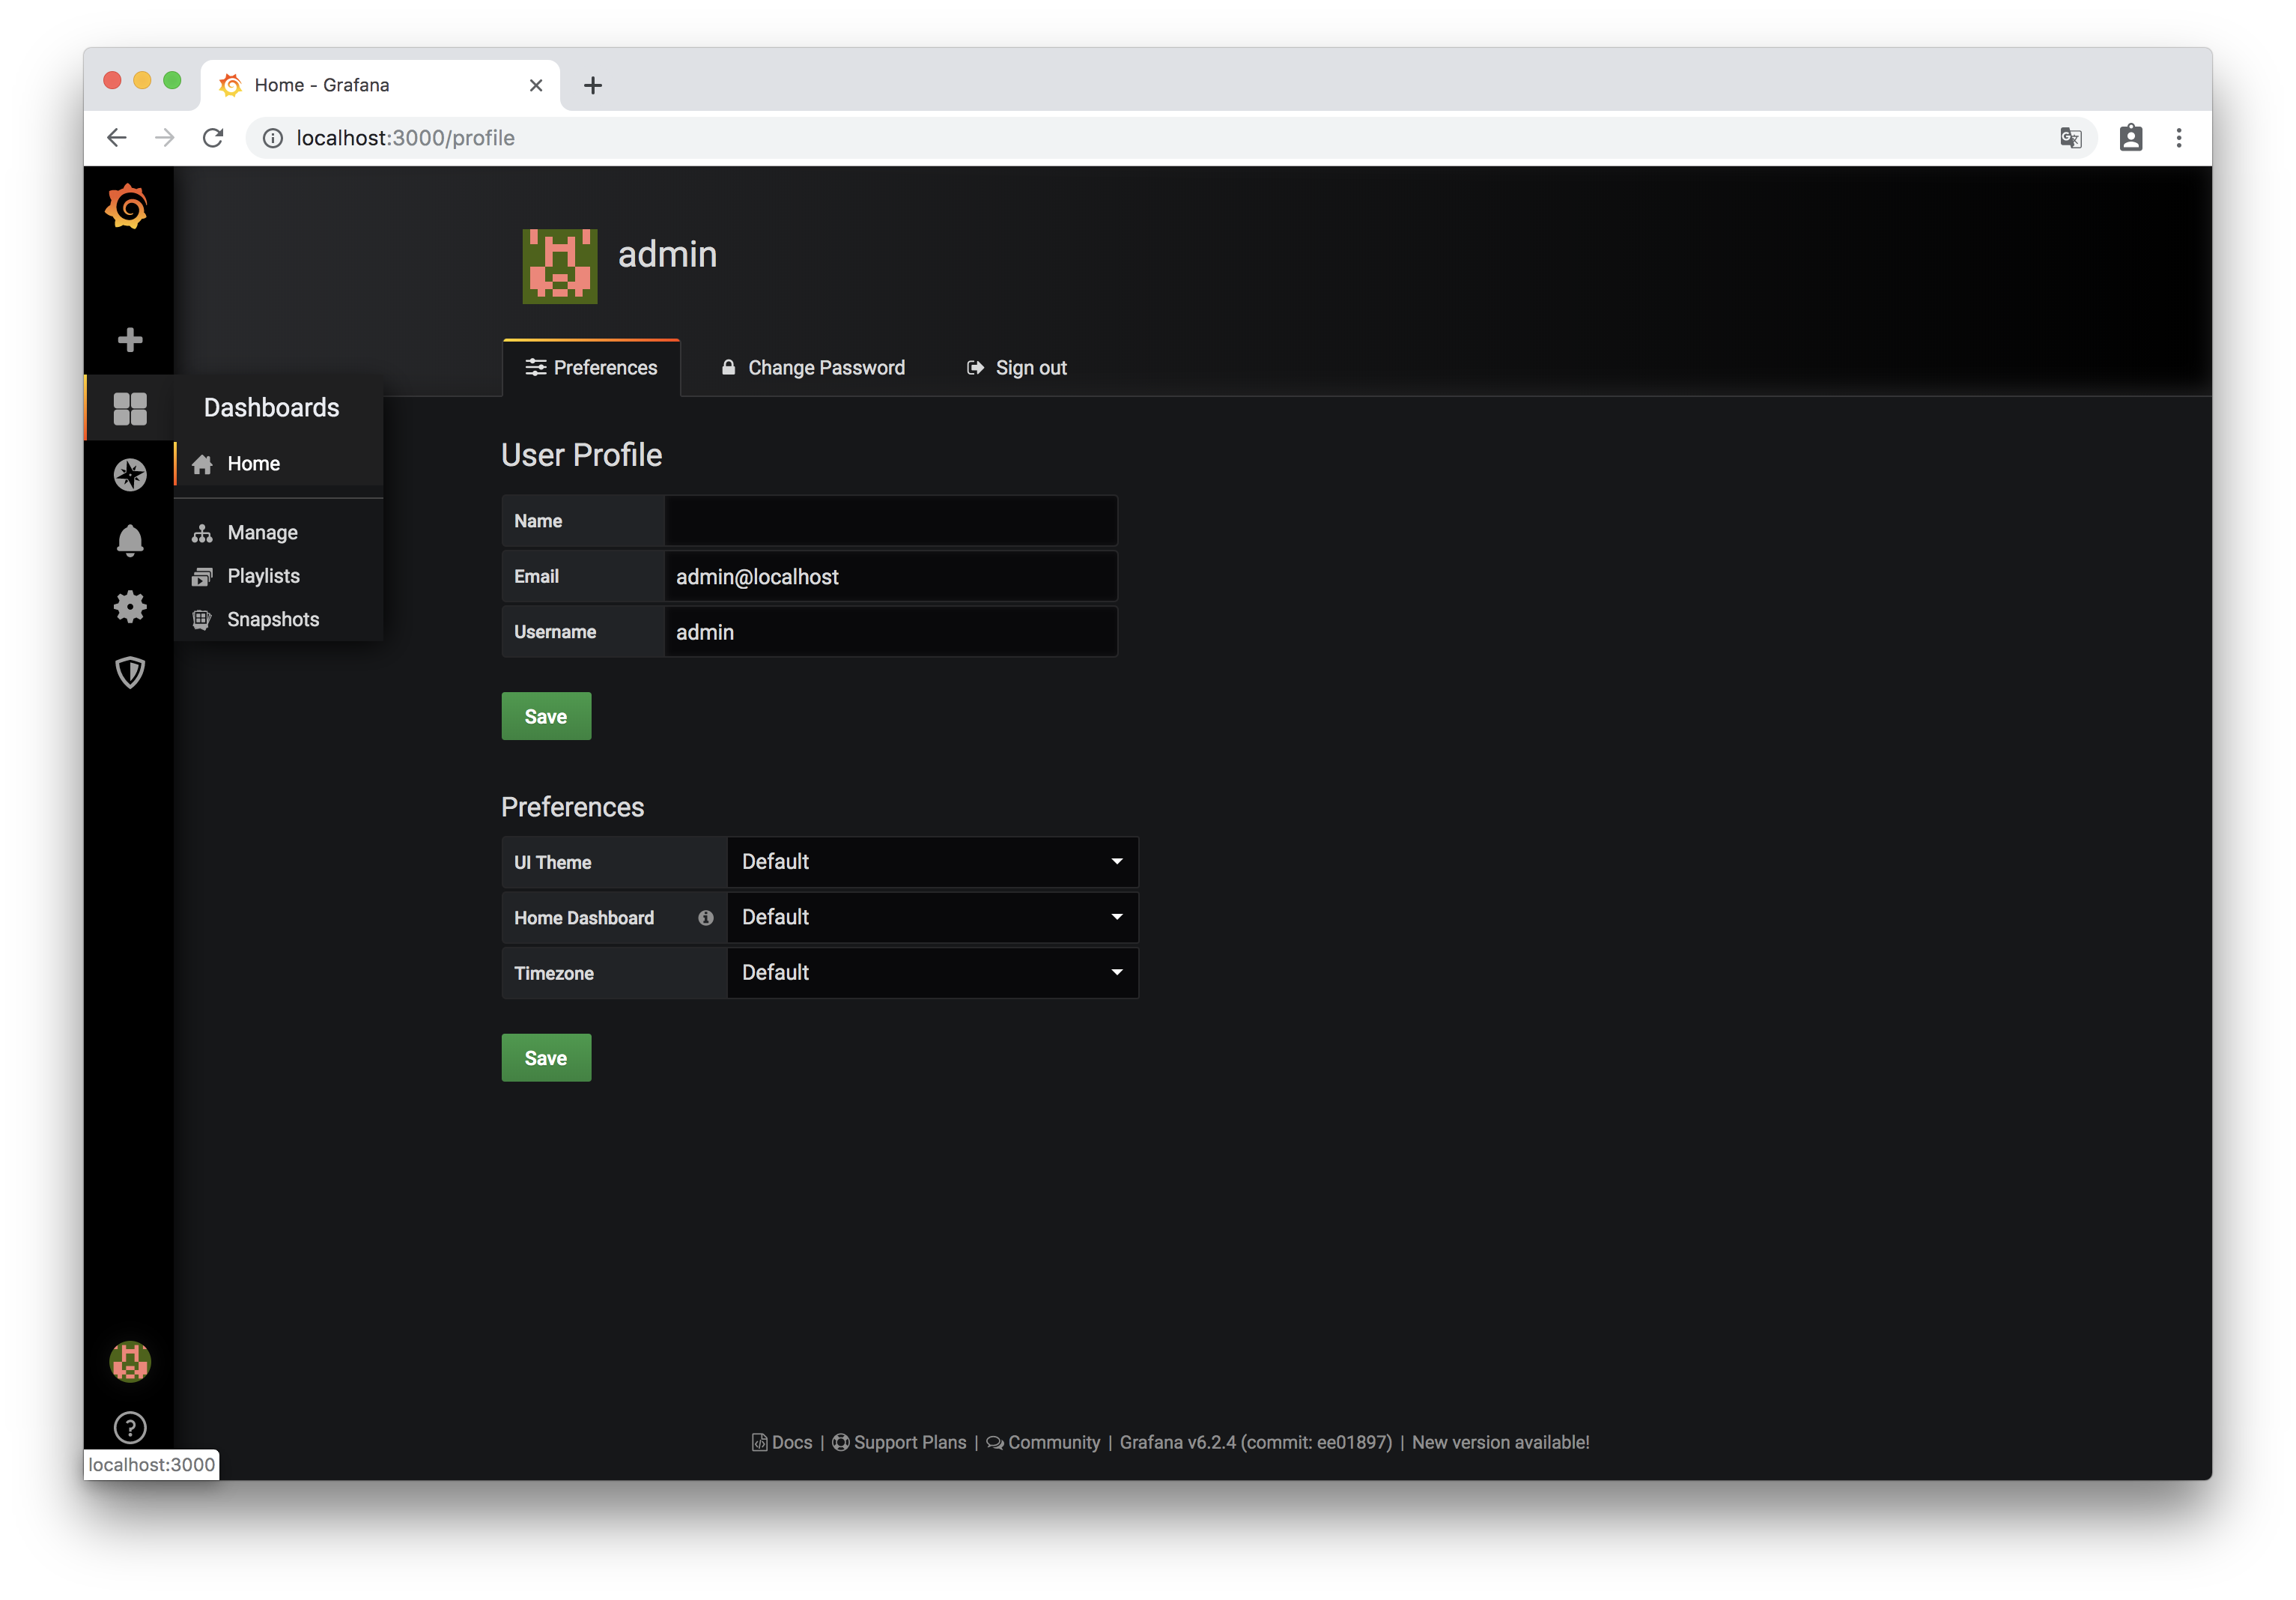 Home - Grafana
localhost:3000/profile
admin
Preferences
Change Password
Sign out
Dashboards
Home
Manage
Playlists
Snapshots
User Profile
Name
Email admin@localhost
Username admin
Save
Preferences
UI Theme Default
Home Dashboard Default
Timezone Default
Save
Docs | Support Plans | Community | Grafana v6.2.4 (commit: ee01897) | New version available!
localhost:3000